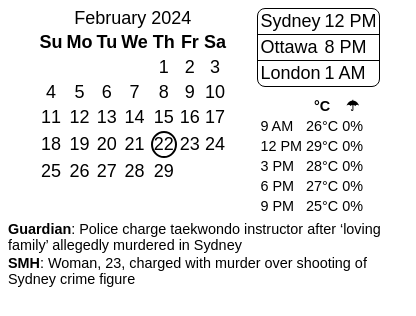 February 2024
Su Mo Tu We Th Fr Sa
1 2 3
4 5 6 7 8 9 10
11 12 13 14 15 16 17
18 19 20 21 22 23 24
25 26 27 28 29
Sydney 12 PM
Ottawa 8 PM
London 1 AM
°C ☂
9 AM 26°C 0%
12 PM 29°C 0%
3 PM 28°C 0%
6 PM 27°C 0%
9 PM 25°C 0%
Guardian: Police charge taekwondo instructor after ‘loving
family’ allegedly murdered in Sydney
SMH: Woman, 23, charged with murder over shooting of
Sydney crime figure